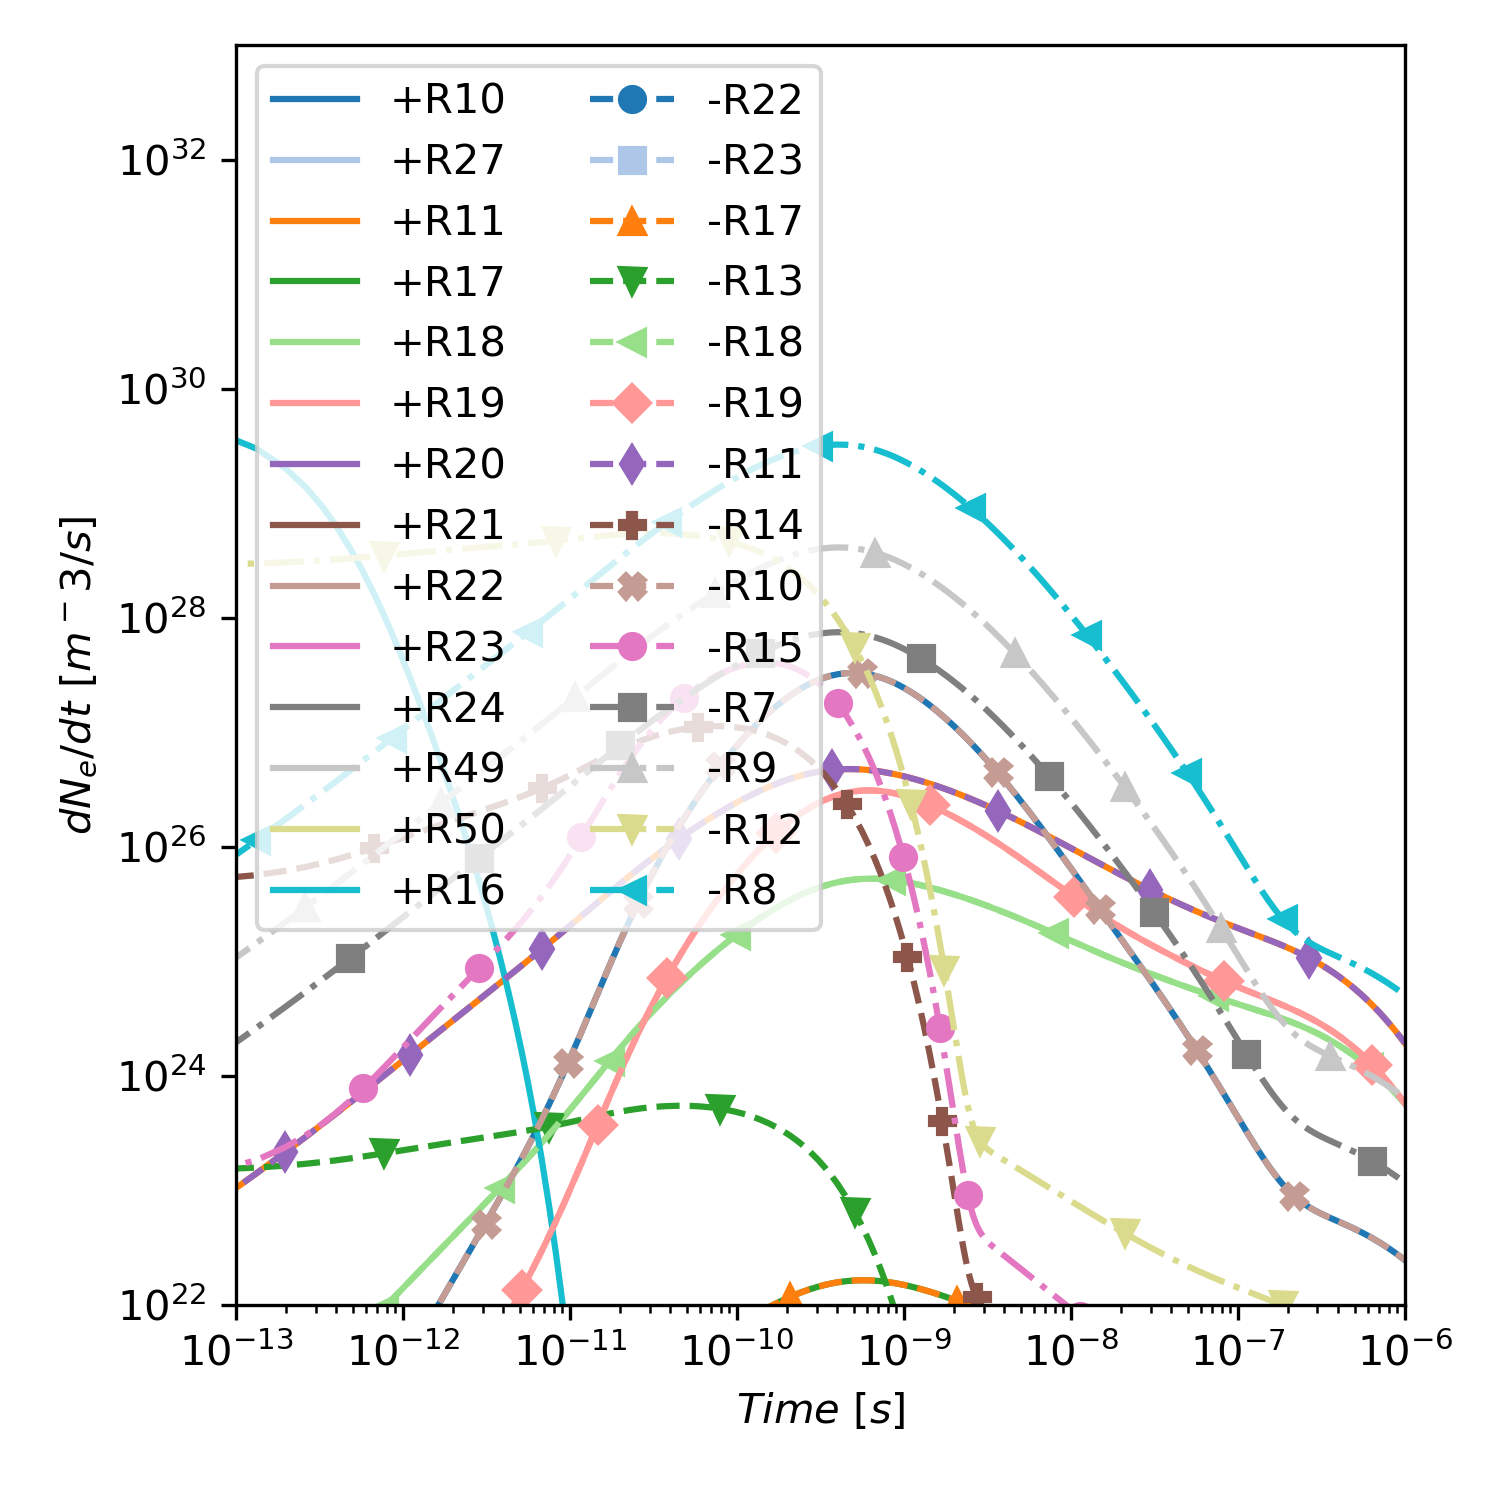 +R10 -R22
+R27 -R23
+R11 -R17
+R17 -R13
+R18 -R18
+R19 -R19
+R20 -R11
+R21 -R14
+R22 -R10
+R23 -R15
+R24 -R7
+R49 -R9
+R50 -R12
+R16 -R8
10^32
10^30
10^28
10^26
10^24
10^22
dN_e/dt [m^-3/s]
10^-13 10^-12 10^-11 10^-10 10^-9 10^-8 10^-7 10^-6
Time [s]